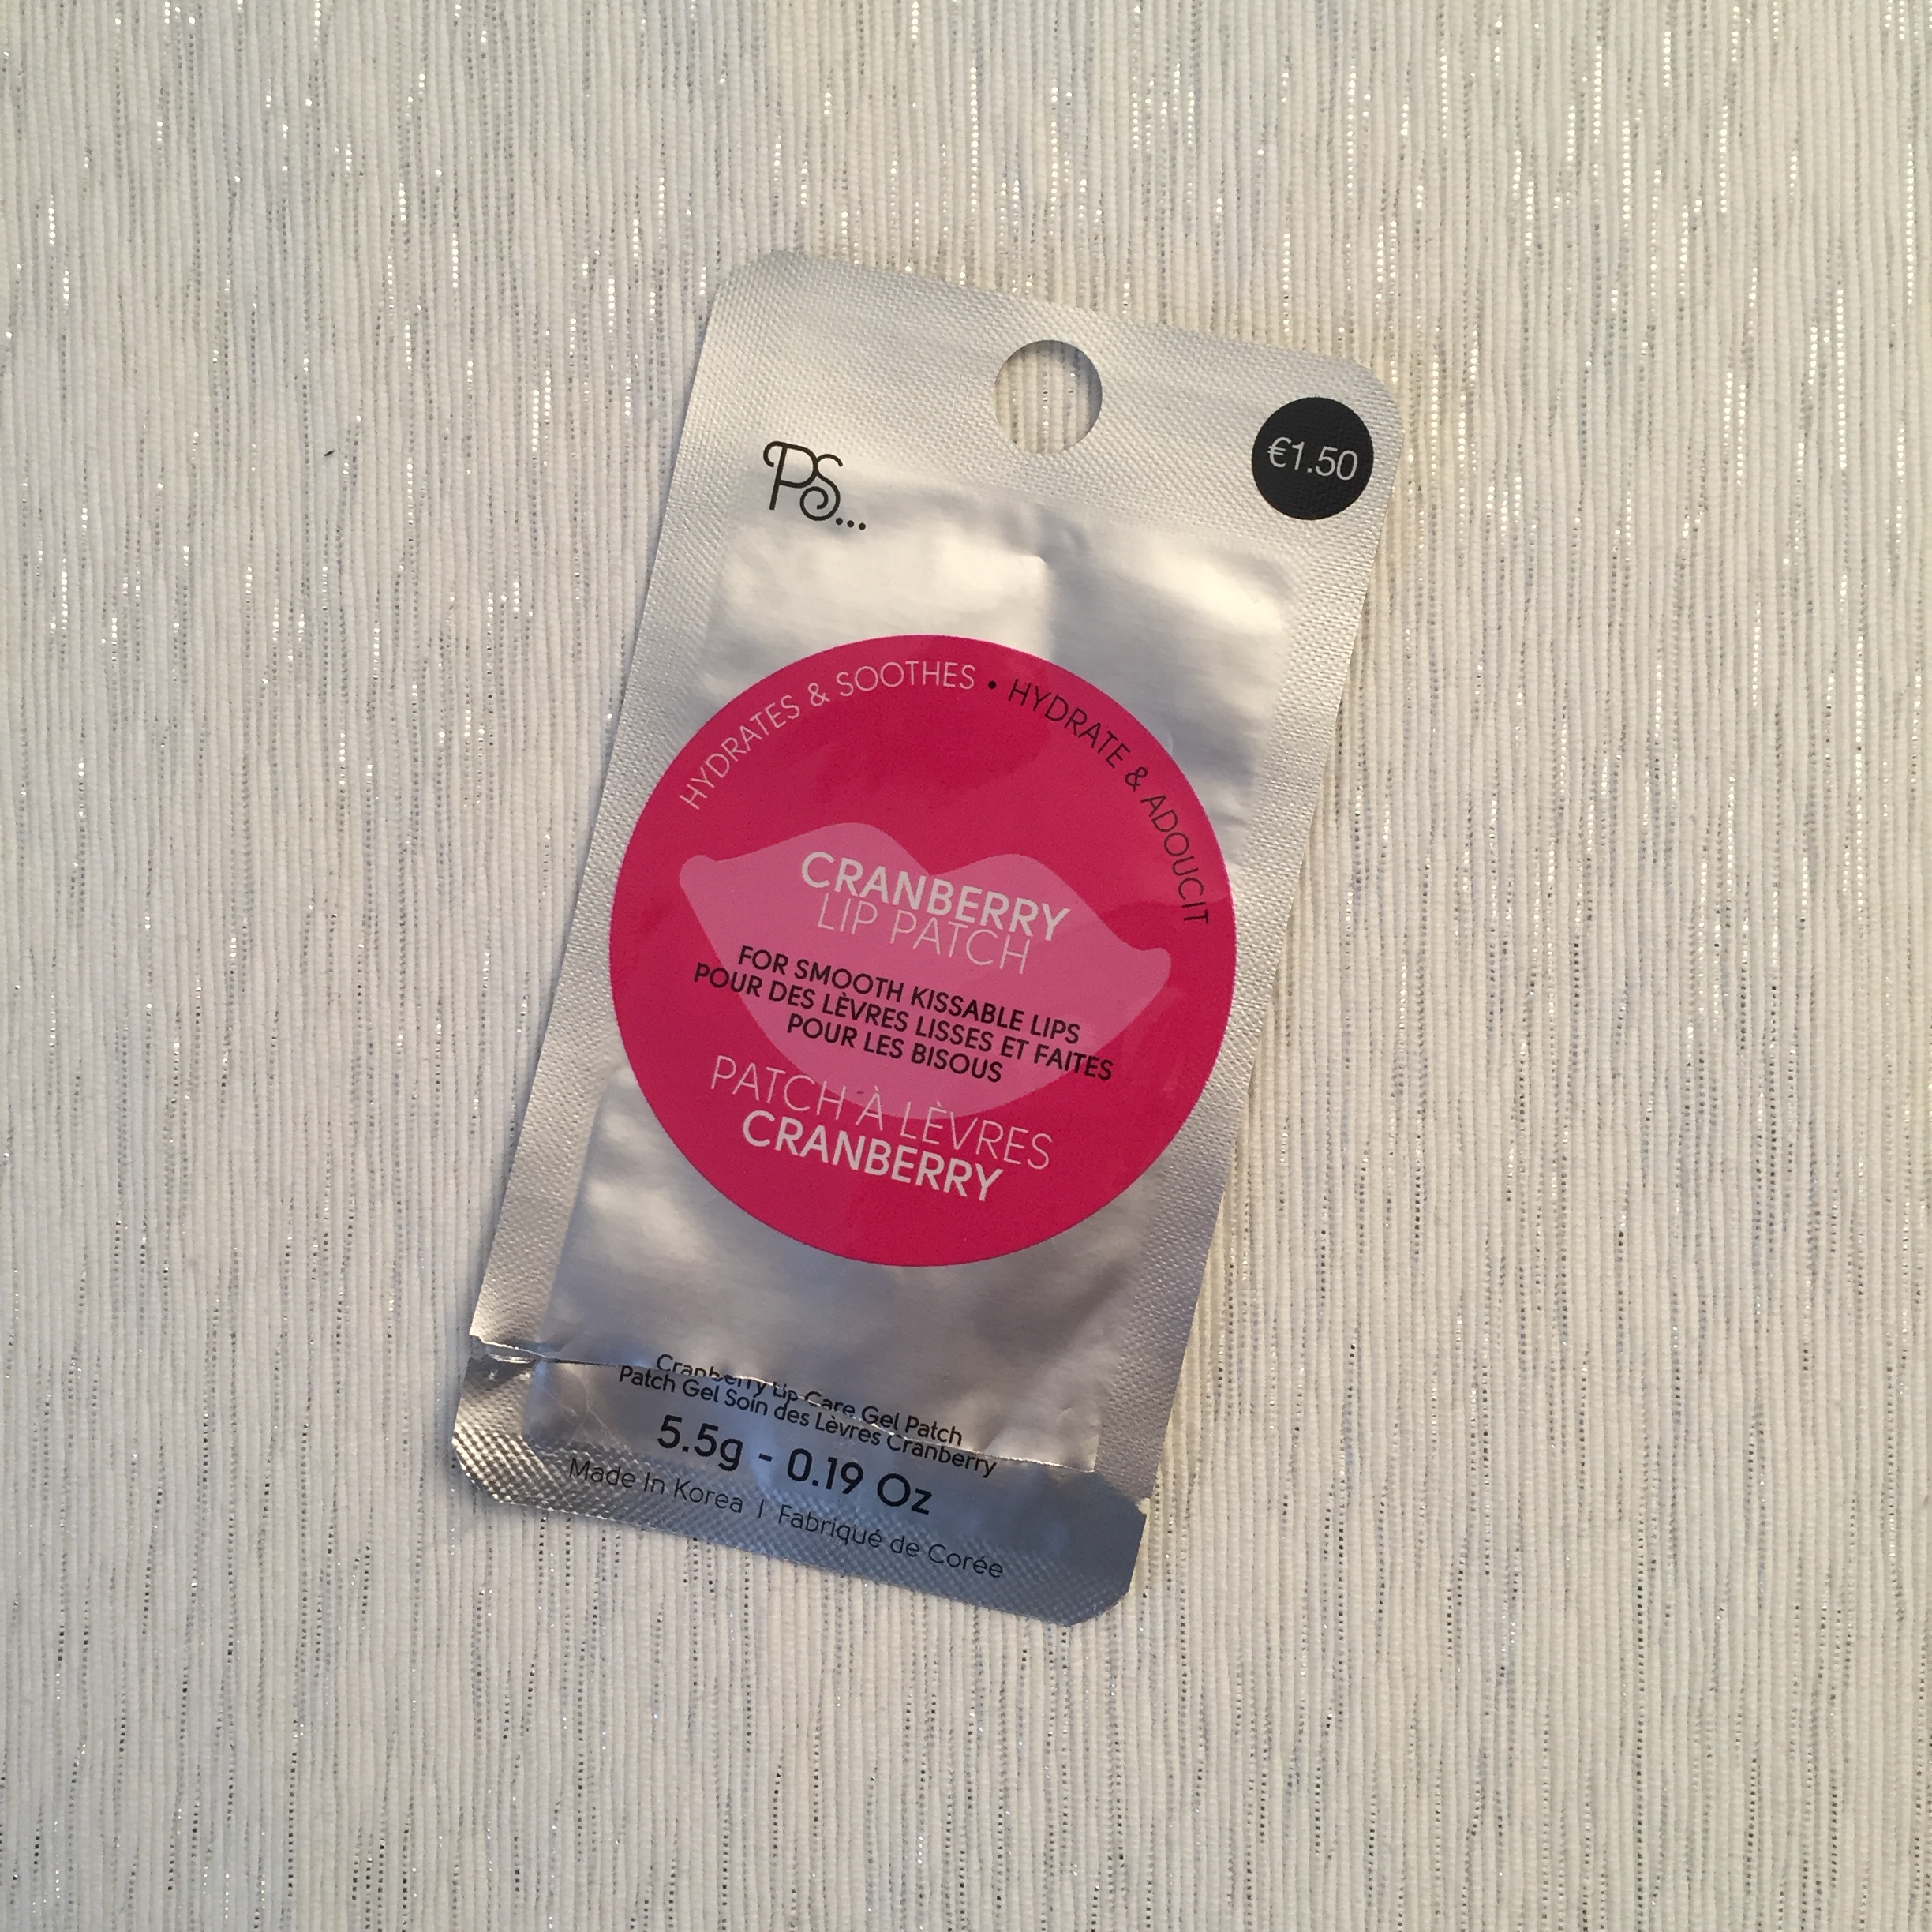 PS...
€1.50
HYDRATES & SOOTHES • HYDRATE & ADOUCIT
CRANBERRY
LIP PATCH
FOR SMOOTH KISSABLE LIPS
POUR DES LÈVRES LISSES ET FAITES
POUR LES BISOUS
PATCH À LÈVRES
CRANBERRY
Cranberry Lip Care Gel Patch
Patch Gel Soin des Lèvres Cranberry
5.5g - 0.19 Oz
Made In Korea | Fabriqué de Corée